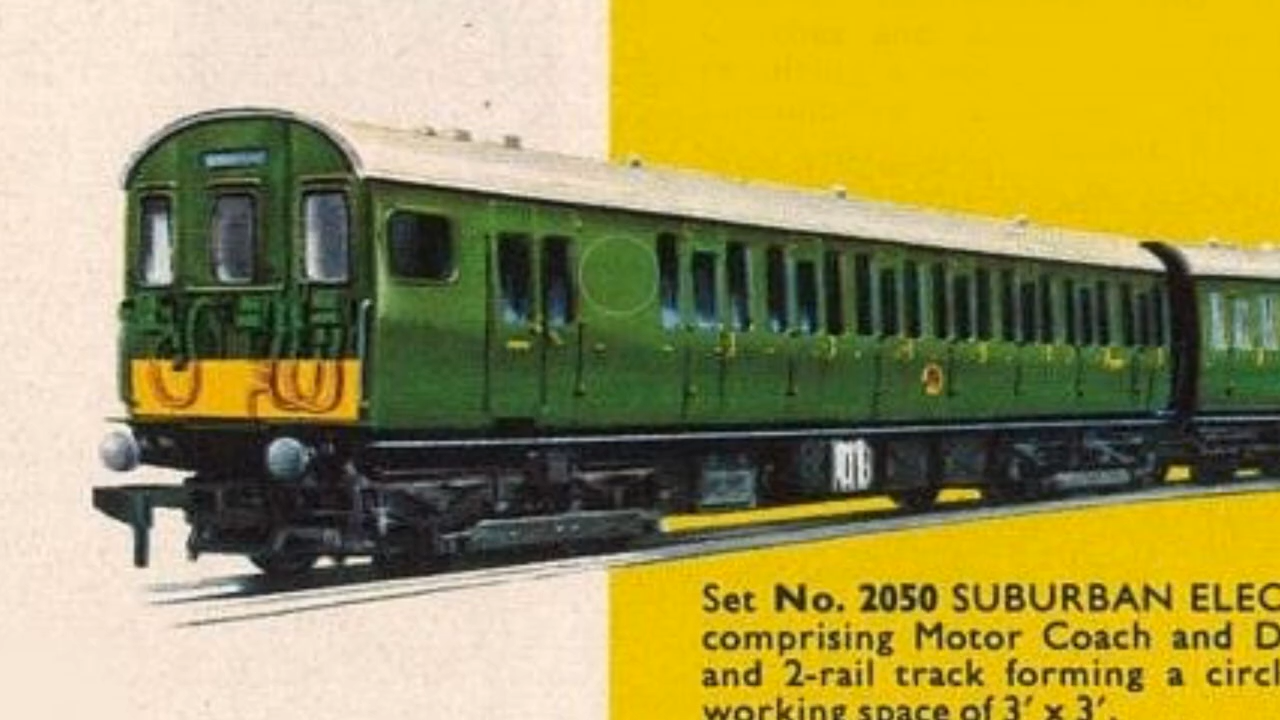 Set No. 2050 SUBURBAN ELEC
comprising Motor Coach and D
and 2-rail track forming a circl
working space of 3′ x 3′.